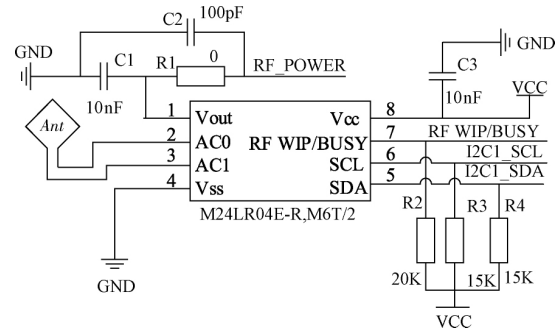 C2 100pF
GND
C1 R1 0 RF_POWER
GND
C3
10nF
10nF
VCC
Ant
1 Vout Vcc 8
2 AC0 RF WIP/BUSY 7 RF WIP/BUSY
3 AC1 SCL 6 I2C1_SCL
4 Vss SDA 5 I2C1_SDA
M24LR04E-R,M6T/2
R2 R3 R4
GND
20K 15K 15K
VCC